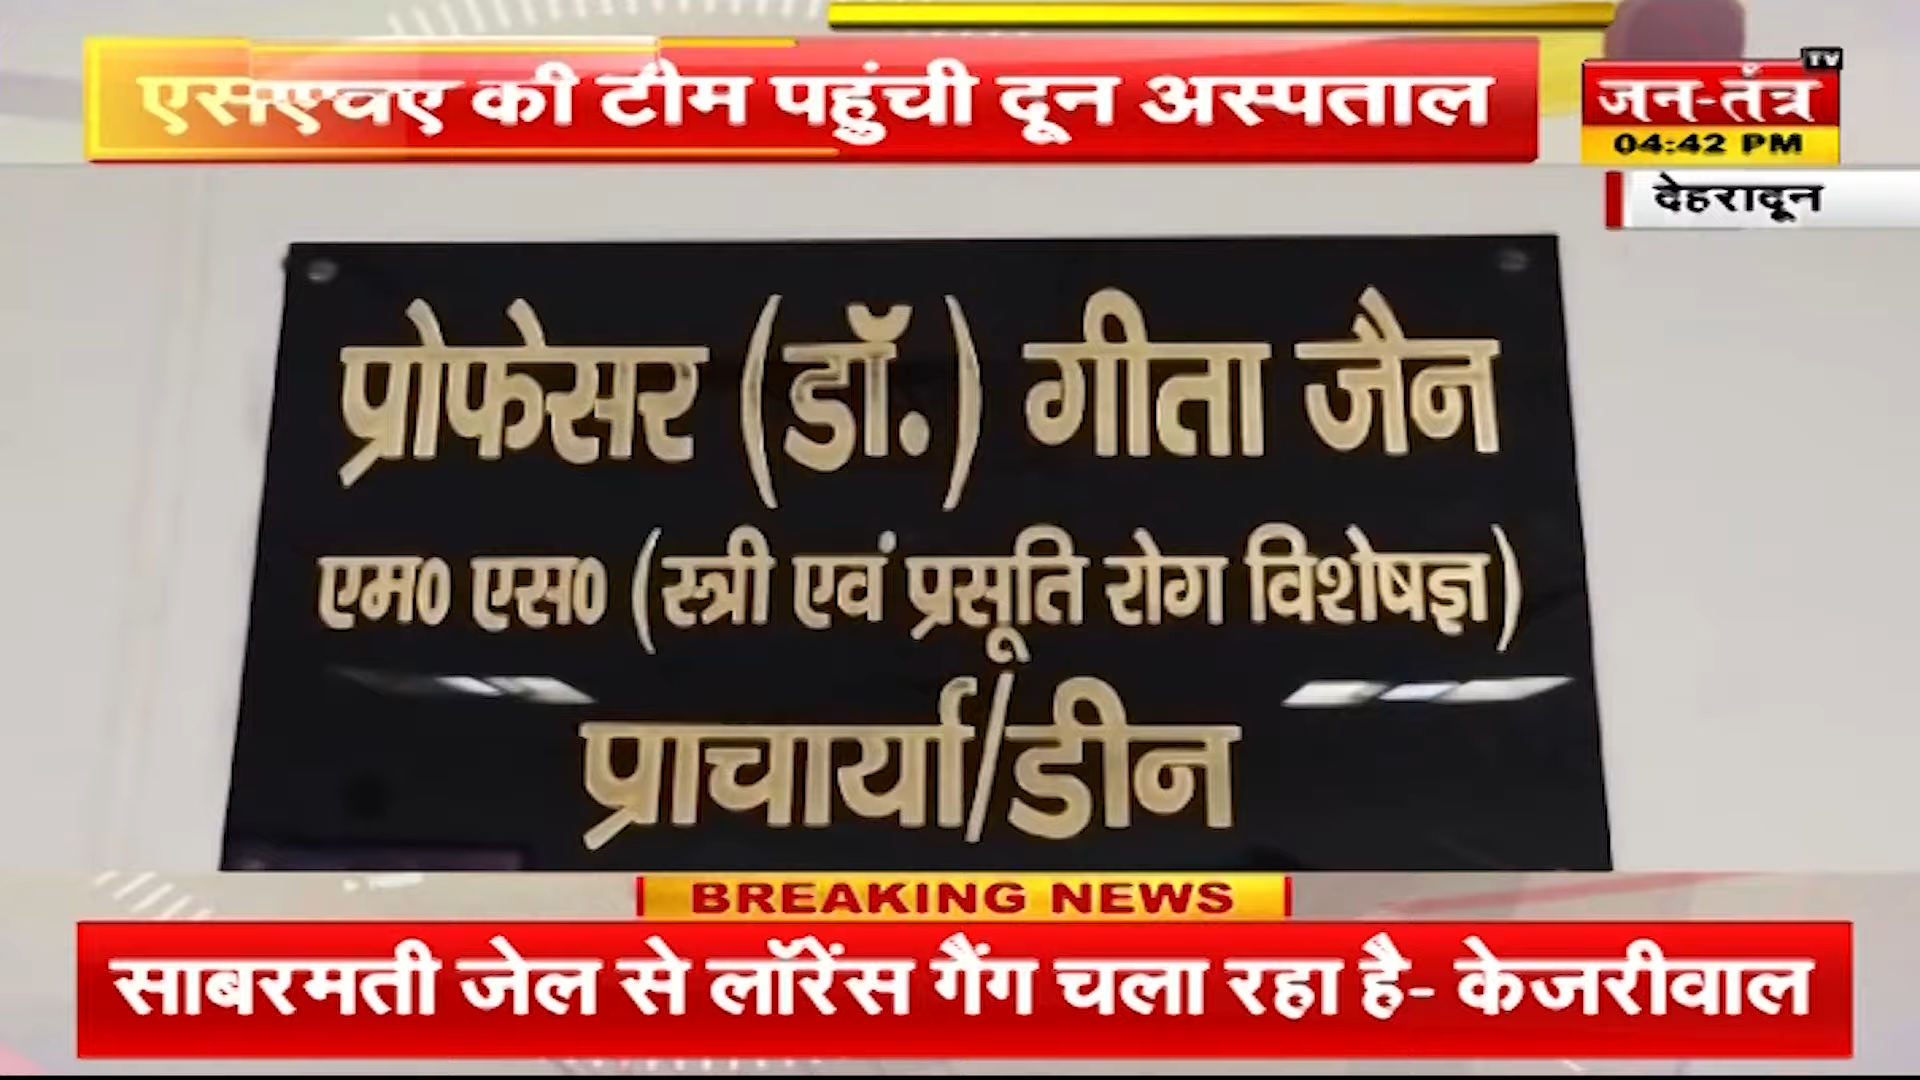 एसएचए की टीम पहुंची दून अस्पताल
जन-तंत्र TV
04:42 PM
देहरादून
प्रोफेसर (डॉ.) गीता जैन
एम० एस० (स्त्री एवं प्रसूति रोग विशेषज्ञ)
प्राचार्या/डीन
BREAKING NEWS
साबरमती जेल से लॉरेंस गैंग चला रहा है- केजरीवाल